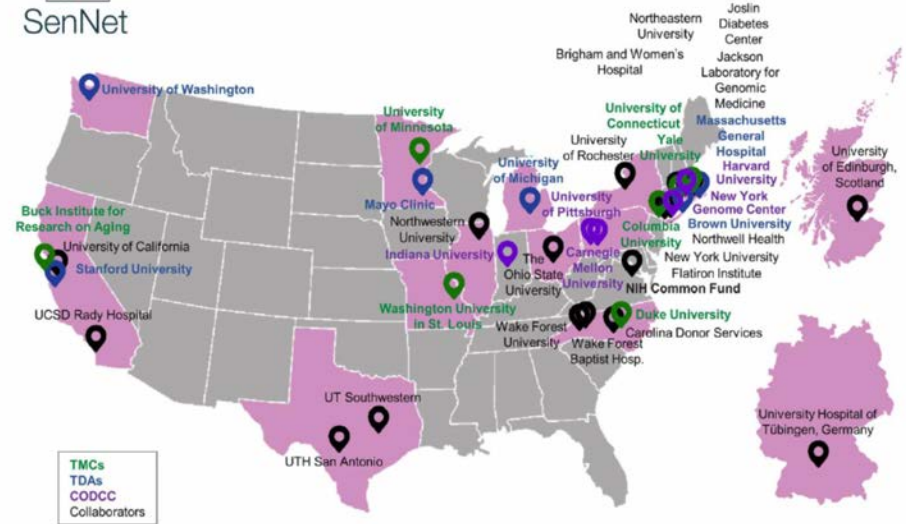 SenNet
Northeastern
University
Joslin
Diabetes
Center
Brigham and Women's
Hospital
Jackson
Laboratory for
Genomic
Medicine
University of Washington
University
of Minnesota
Mayo Clinic
University
of Michigan
University
of Rochester
University of
Connecticut
Yale
University
Massachusetts
General
Hospital
Harvard
University
New York
Genome Center
Brown University
Northwell Health
New York University
Flatiron Institute
NIH Common Fund
University
of Edinburgh,
Scotland
Buck Institute for
Research on Aging
University of California
Stanford University
UCSD Rady Hospital
Northwestern
University
Indiana University
The
Ohio State
University
University
of Pittsburgh
Carnegie
Mellon
University
Columbia
University
Washington University
in St. Louis
Wake Forest
University
Wake Forest
Baptist Hosp.
Duke University
Carolina Donor Services
UT Southwestern
UTH San Antonio
University Hospital of
Tübingen, Germany
TMCs
TDAs
CODCC
Collaborators